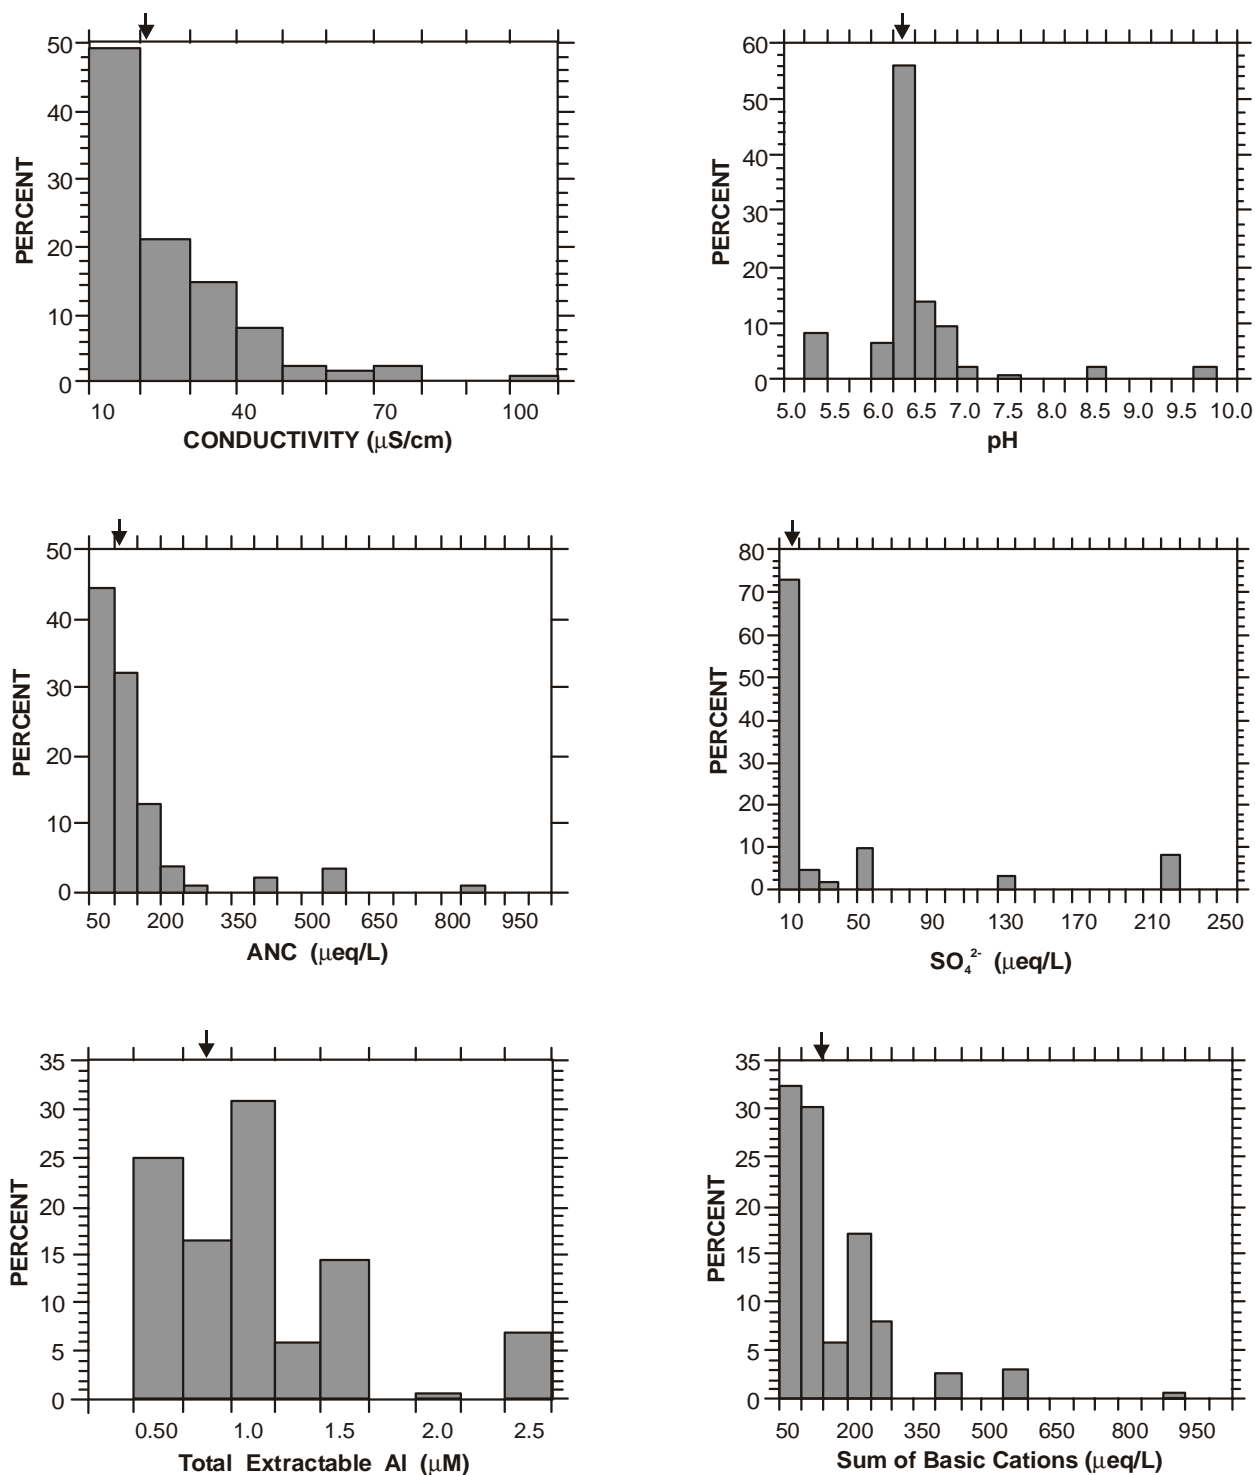 50
40
30
20
10
0
PERCENT
10 40 70 100
CONDUCTIVITY (μS/cm)
60
50
40
30
20
10
0
PERCENT
5.0 5.5 6.0 6.5 7.0 7.5 8.0 8.5 9.0 9.5 10.0
pH
50
40
30
20
10
0
PERCENT
50 200 350 500 650 800 950
ANC (μeq/L)
80
70
60
50
40
30
20
10
0
PERCENT
10 50 90 130 170 210 250
SO₄²⁻ (μeq/L)
35
30
25
20
15
10
5
0
PERCENT
0.50 1.0 1.5 2.0 2.5
Total Extractable Al (μM)
35
30
25
20
15
10
5
0
PERCENT
50 200 350 500 650 800 950
Sum of Basic Cations (μeq/L)